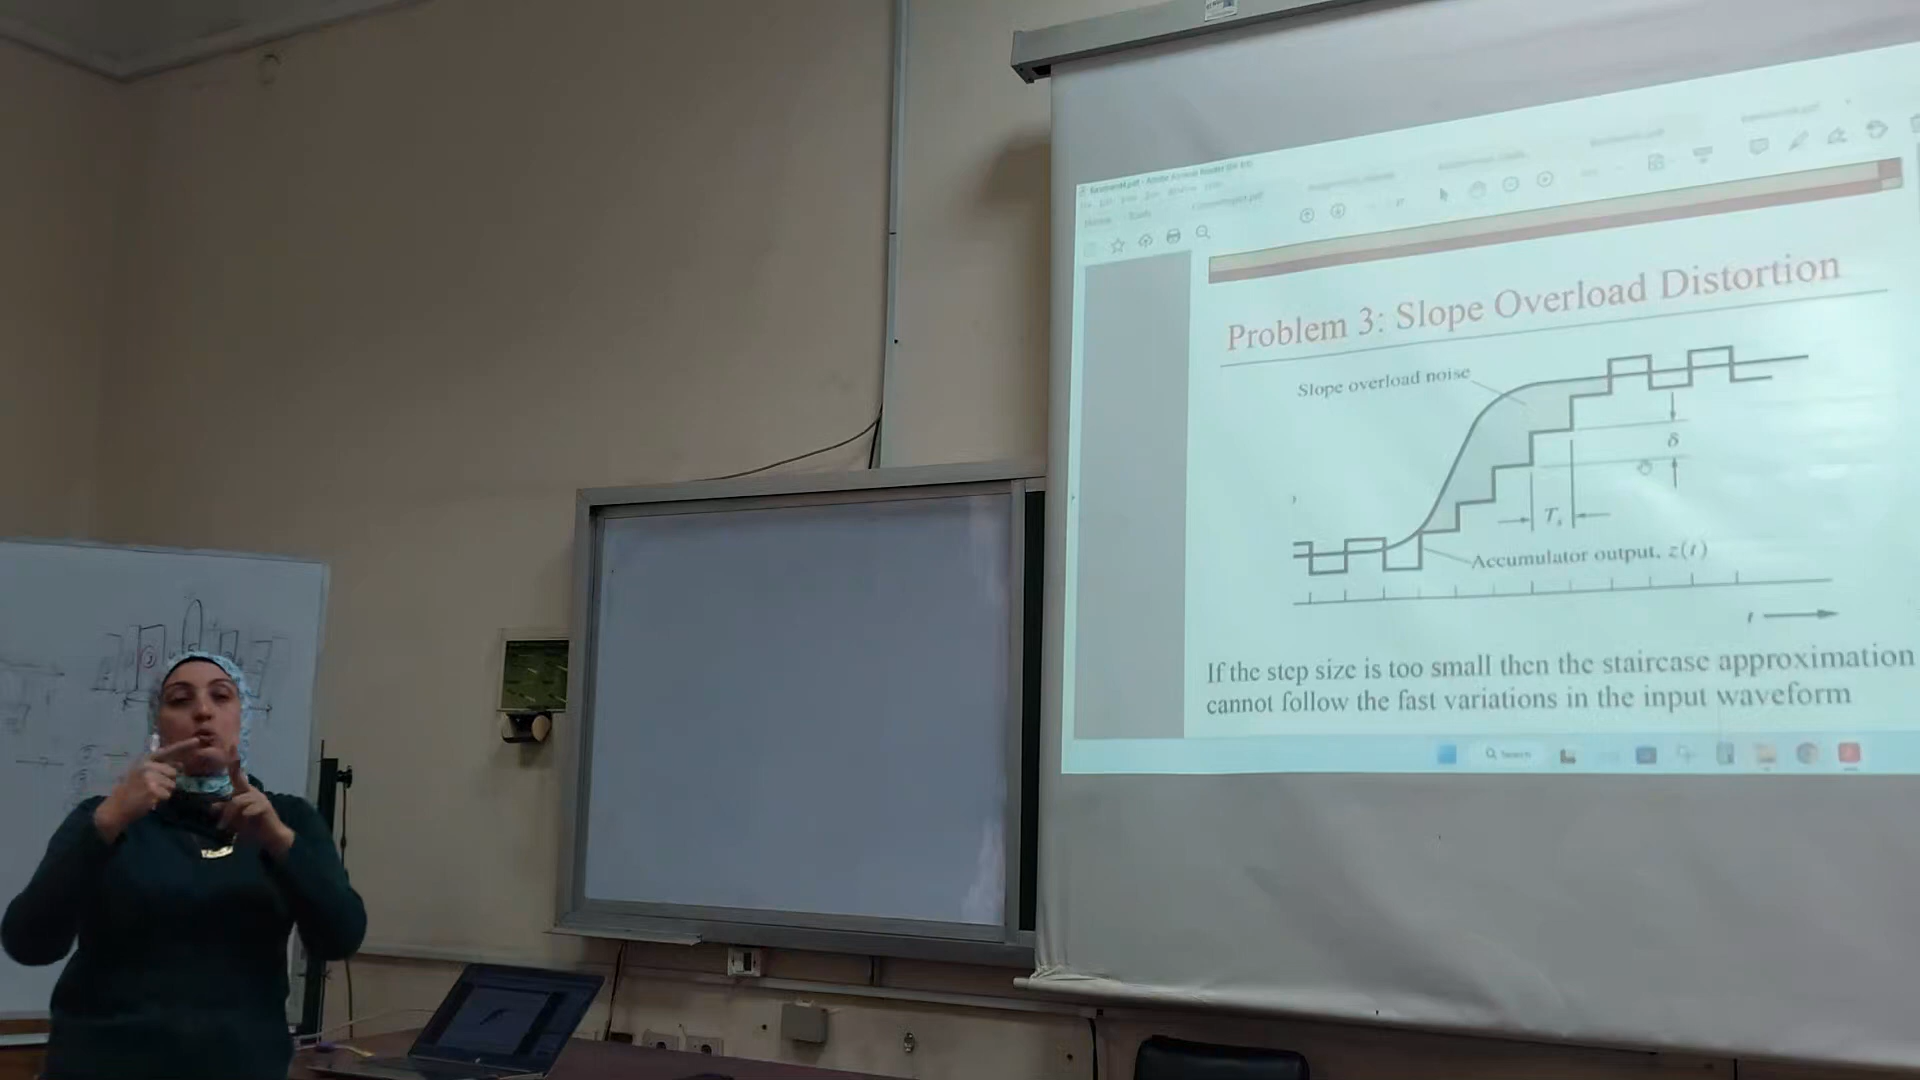 Problem 3: Slope Overload Distortion
Slope overload noise
δ
Tₛ
Accumulator output, z(t)
t
If the step size is too small then the staircase approximation
cannot follow the fast variations in the input waveform
Search